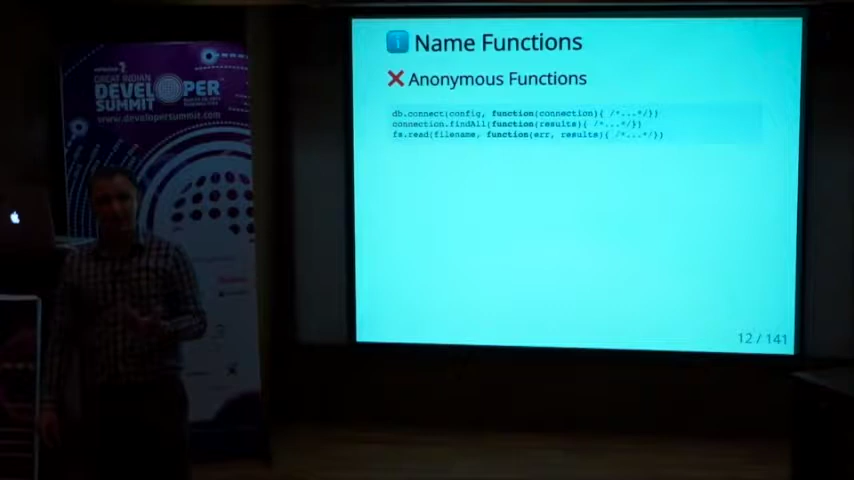 GREAT INDIAN
DEVELOPER
SUMMIT
www.developersummit.com
Name Functions
Anonymous Functions
db.connect(config, function(connection){ /*...*/})
connection.findAll(function(results){ /*...*/})
fs.read(filename, function(err, results){ /*...*/})
12 / 141